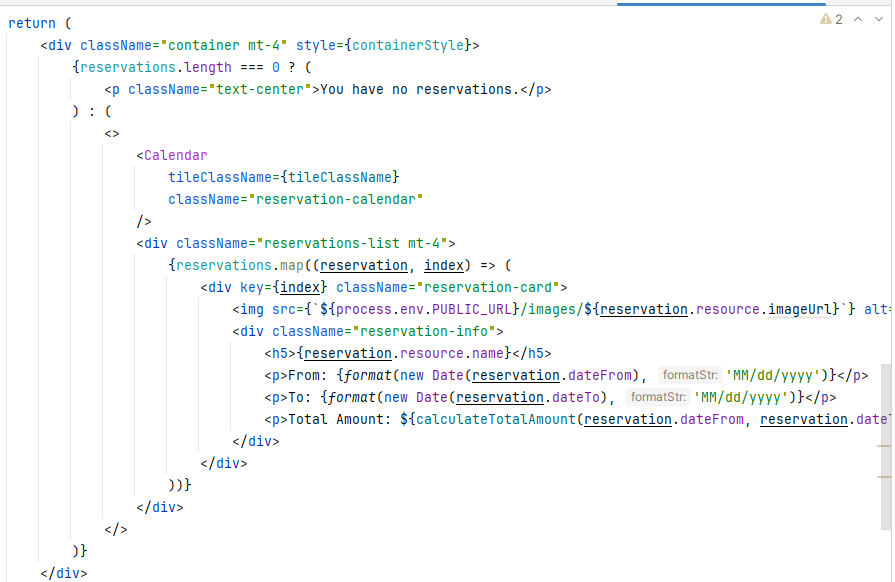 return (
<div className="container mt-4" style={containerStyle}>
{reservations.length === 0 ? (
<p className="text-center">You have no reservations.</p>
) : (
<>
<Calendar
tileClassName={tileClassName}
className="reservation-calendar"
/>
<div className="reservations-list mt-4">
{reservations.map((reservation, index) => (
<div key={index} className="reservation-card">
<img src={`${process.env.PUBLIC_URL}/images/${reservation.resource.imageUrl}`} alt=
<div className="reservation-info">
<h5>{reservation.resource.name}</h5>
<p>From: {format(new Date(reservation.dateFrom), formatStr: 'MM/dd/yyyy')}</p>
<p>To: {format(new Date(reservation.dateTo), formatStr: 'MM/dd/yyyy')}</p>
<p>Total Amount: ${calculateTotalAmount(reservation.dateFrom, reservation.date
</div>
</div>
))}
</div>
</>
)}
</div>
2